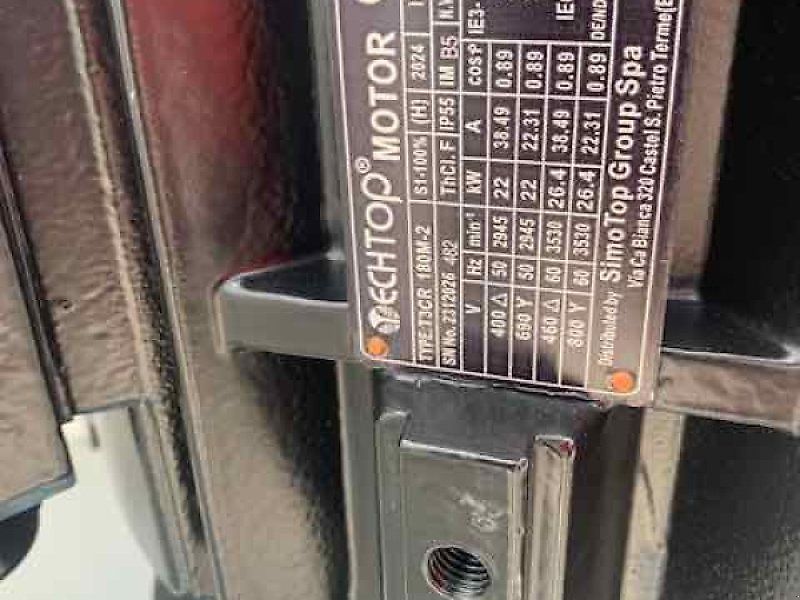 TECHTOP® MOTOR
TYPE:T3CR 180M-2 S1-100% [H] 2024
SN No. 2312026 -482 ThCl. F IP55 IM B5
V Hz min⁻¹ kW A cosφ IE3-
400 Δ 50 2945 22 38.49 0.89
690 Y 50 2945 22 22.31 0.89
460 Δ 60 3530 26.4 38.49 0.89
800 Y 60 3530 26.4 22.31 0.89
Distributed by SimoTop Group Spa
Via Ca Bianca 320 Castel S. Pietro Terme